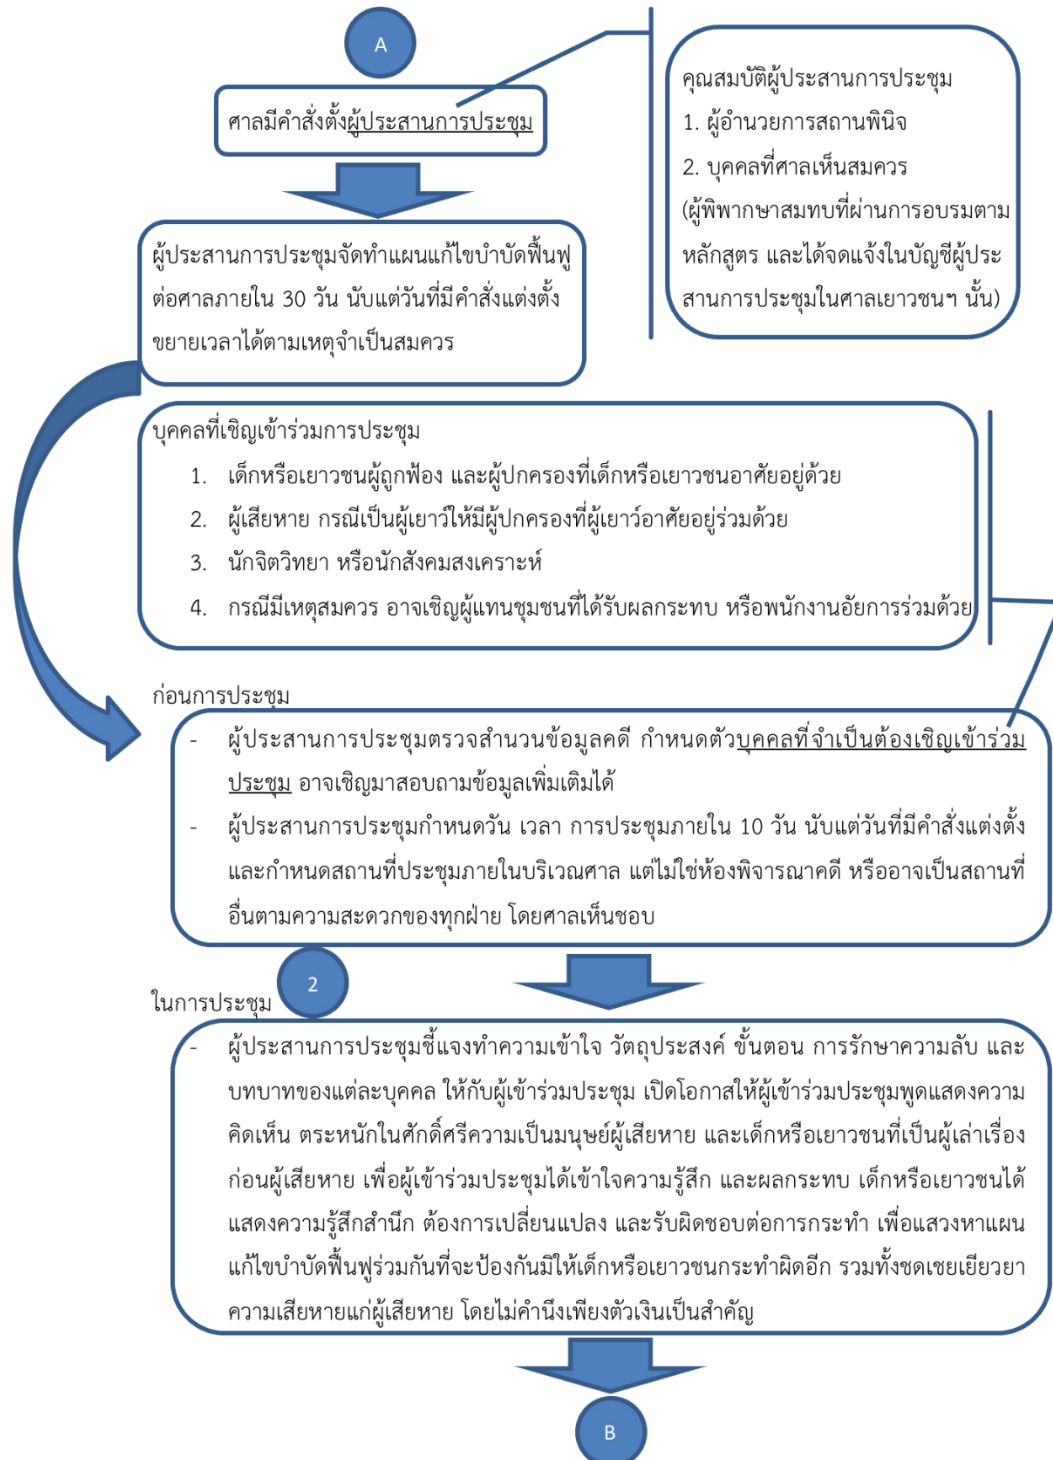 A
ศาลมีคำสั่งตั้งผู้ประสานการประชุม
คุณสมบัติผู้ประสานการประชุม
1. ผู้อำนวยการสถานพินิจ
2. บุคคลที่ศาลเห็นสมควร
(ผู้พิพากษาสมทบที่ผ่านการอบรมตาม
หลักสูตร และได้จดแจ้งในบัญชีผู้ประ
สานการประชุมในศาลเยาวชนฯ นั้น)
ผู้ประสานการประชุมจัดทำแผนแก้ไขบำบัดฟื้นฟู
ต่อศาลภายใน 30 วัน นับแต่วันที่มีคำสั่งแต่งตั้ง
ขยายเวลาได้ตามเหตุจำเป็นสมควร
บุคคลที่เชิญเข้าร่วมการประชุม
1. เด็กหรือเยาวชนผู้ถูกฟ้อง และผู้ปกครองที่เด็กหรือเยาวชนอาศัยอยู่ด้วย
2. ผู้เสียหาย กรณีเป็นผู้เยาว์ให้มีผู้ปกครองที่ผู้เยาว์อาศัยอยู่ร่วมด้วย
3. นักจิตวิทยา หรือนักสังคมสงเคราะห์
4. กรณีมีเหตุสมควร อาจเชิญผู้แทนชุมชนที่ได้รับผลกระทบ หรือพนักงานอัยการร่วมด้วย
ก่อนการประชุม
- ผู้ประสานการประชุมตรวจสำนวนข้อมูลคดี กำหนดตัวบุคคลที่จำเป็นต้องเชิญเข้าร่วม
ประชุม อาจเชิญมาสอบถามข้อมูลเพิ่มเติมได้
- ผู้ประสานการประชุมกำหนดวัน เวลา การประชุมภายใน 10 วัน นับแต่วันที่มีคำสั่งแต่งตั้ง
และกำหนดสถานที่ประชุมภายในบริเวณศาล แต่ไม่ใช่ห้องพิจารณาคดี หรืออาจเป็นสถานที่
อื่นตามความสะดวกของทุกฝ่าย โดยศาลเห็นชอบ
2
ในการประชุม
- ผู้ประสานการประชุมชี้แจงทำความเข้าใจ วัตถุประสงค์ ขั้นตอน การรักษาความลับ และ
บทบาทของแต่ละบุคคล ให้กับผู้เข้าร่วมประชุม เปิดโอกาสให้ผู้เข้าร่วมประชุมพูดแสดงความ
คิดเห็น ตระหนักในศักดิ์ศรีความเป็นมนุษย์ผู้เสียหาย และเด็กหรือเยาวชนที่เป็นผู้เล่าเรื่อง
ก่อนผู้เสียหาย เพื่อผู้เข้าร่วมประชุมได้เข้าใจความรู้สึก และผลกระทบ เด็กหรือเยาวชนได้
แสดงความรู้สึกสำนึก ต้องการเปลี่ยนแปลง และรับผิดชอบต่อการกระทำ เพื่อแสวงหาแผน
แก้ไขบำบัดฟื้นฟูร่วมกันที่จะป้องกันมิให้เด็กหรือเยาวชนกระทำผิดอีก รวมทั้งชดเชยเยียวยา
ความเสียหายแก่ผู้เสียหาย โดยไม่คำนึงเพียงตัวเงินเป็นสำคัญ
B